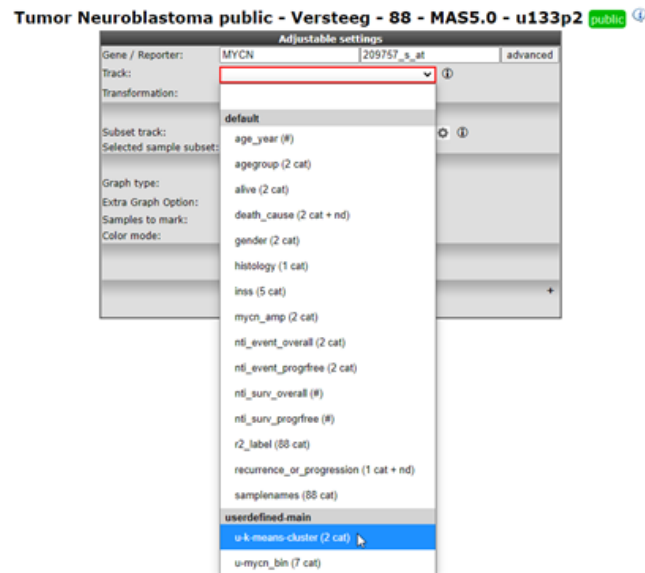 Tumor Neuroblastoma public - Versteeg - 88 - MAS5.0 - u133p2 public
Adjustable settings
Gene / Reporter: MYCN 209757_s_at advanced
Track:
Transformation:
default
Subset track:
age_year (#)
Selected sample subset:
agegroup (2 cat)
Graph type:
alive (2 cat)
Extra Graph Option:
death_cause (2 cat + nd)
Samples to mark:
Color mode:
gender (2 cat)
histology (1 cat)
inss (5 cat)
+
mycn_amp (2 cat)
nti_event_overall (2 cat)
nti_event_progrfree (2 cat)
nti_surv_overall (#)
nti_surv_progrfree (#)
r2_label (88 cat)
recurrence_or_progression (1 cat + nd)
samplenames (88 cat)
userdefined-main
u-k-means-cluster (2 cat)
u-mycn_bin (7 cat)